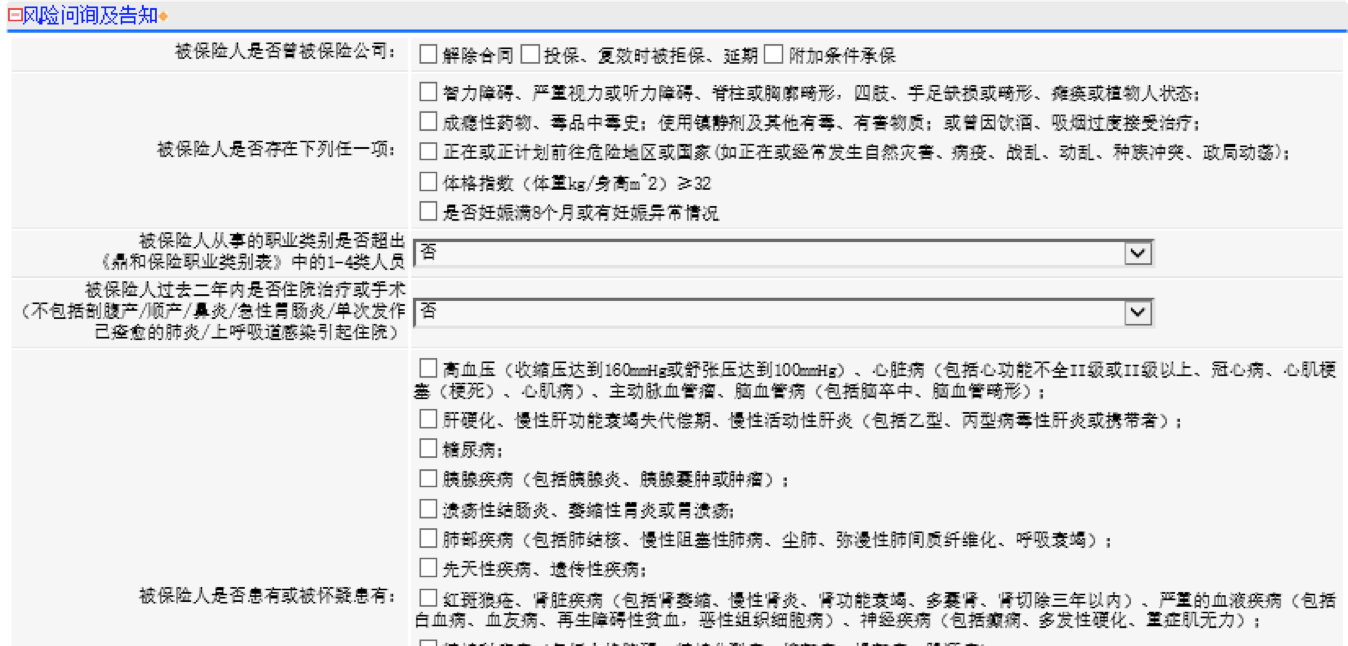 风险问询及告知
被保险人是否曾被保险公司: 解除合同 投保、复效时被拒保、延期 附加条件承保
智力障碍、严重视力或听力障碍、脊柱或胸廓畸形，四肢、手足缺损或畸形、瘫痪或植物人状态;
成瘾性药物、毒品中毒史；使用镇静剂及其他有毒、有害物质；或曾因饮酒、吸烟过度接受治疗;
被保险人是否存在下列任一项: 正在或正计划前往危险地区或国家(如正在或经常发生自然灾害、病疫、战乱、动乱、种族冲突、政局动荡);
体格指数（体重kg/身高m^2）≥32
是否妊娠满8个月或有妊娠异常情况
被保险人从事的职业类别是否超出
《鼎和保险职业类别表》中的1-4类人员 否
被保险人过去二年内是否住院治疗或手术
（不包括剖腹产/顺产/鼻炎/急性胃肠炎/单次发作 否
已痊愈的肺炎/上呼吸道感染引起住院）
高血压（收缩压达到160mmHg或舒张压达到100mmHg）、心脏病（包括心功能不全II级或II级以上、冠心病、心肌梗
塞（梗死）、心肌病）、主动脉血管瘤、脑血管病（包括脑卒中、脑血管畸形）;
肝硬化、慢性肝功能衰竭失代偿期、慢性活动性肝炎（包括乙型、丙型病毒性肝炎或携带者）;
糖尿病;
胰腺疾病（包括胰腺炎、胰腺囊肿或肿瘤）;
溃疡性结肠炎、萎缩性胃炎或胃溃疡;
肺部疾病（包括肺结核、慢性阻塞性肺病、尘肺、弥漫性肺间质纤维化、呼吸衰竭）;
先天性疾病、遗传性疾病;
被保险人是否患有或被怀疑患有: 红斑狼疮、肾脏疾病（包括肾萎缩、慢性肾炎、肾功能衰竭、多囊肾、肾切除三年以内）、严重的血液疾病（包括
白血病、血友病、再生障碍性贫血，恶性组织细胞病）、神经疾病（包括癫痫、多发性硬化、重症肌无力）;